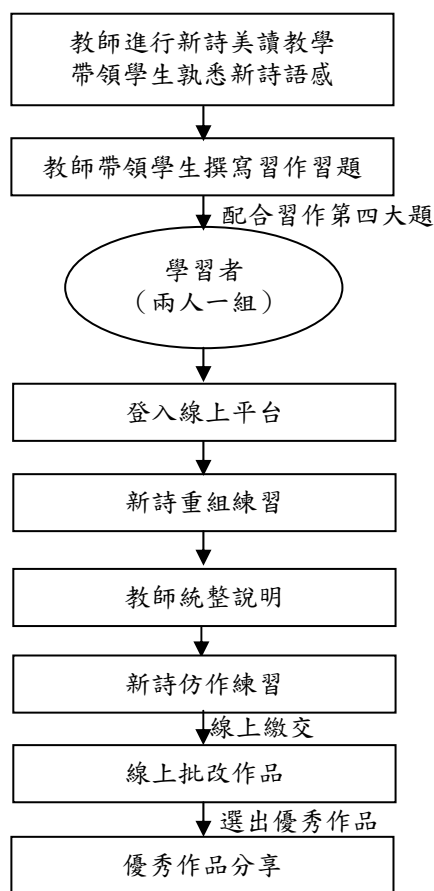 教師進行新詩美讀教學
帶領學生孰悉新詩語感
教師帶領學生撰寫習作習題
配合習作第四大題
學習者
（兩人一組）
登入線上平台
新詩重組練習
教師統整說明
新詩仿作練習
線上繳交
線上批改作品
選出優秀作品
優秀作品分享